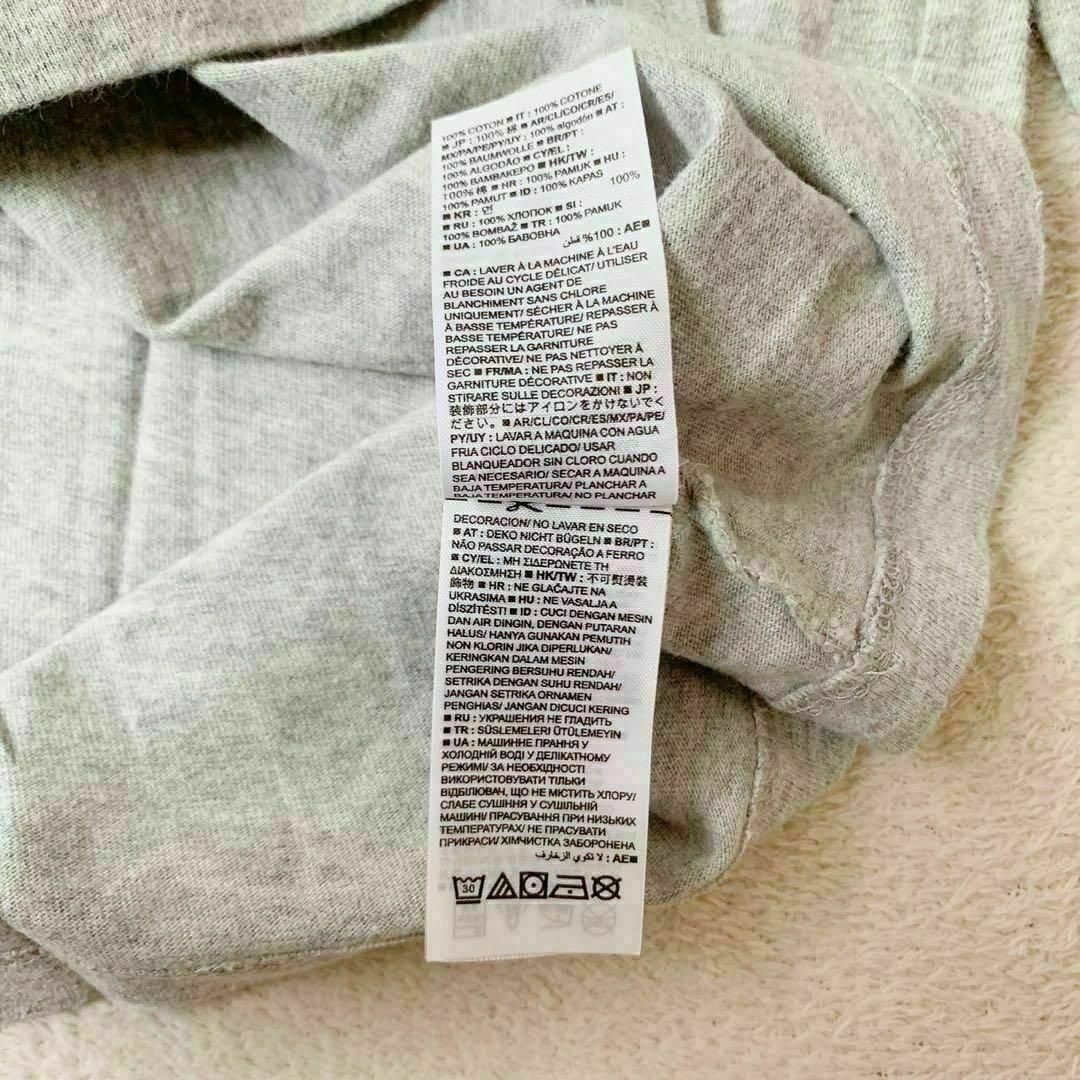 100% COTON ■ IT : 100% COTONE
■ JP : 100% 綿 ■ AR/CL/CO/CR/ES/
MX/PA/PE/PY/UY : 100% algodón ■ AT :
100% BAUMWOLLE ■ BR/PT :
100% ALGODÃO ■ CY/EL :
100% ΒΑΜΒΑΚΕΡΟ ■ HK/TW :
100% 棉 ■ HR : 100% PAMUK ■ HU :
100% PAMUT ■ ID : 100% KAPAS
■ KR : 면 100%
■ RU : 100% ХЛОПОК ■ SI :
100% BOMBAŽ ■ TR : 100% PAMUK
■ UA : 100% БАВОВНА
■AE : 100% قطن
■ CA : LAVER À LA MACHINE À L'EAU
FROIDE AU CYCLE DÉLICAT/ UTILISER
AU BESOIN UN AGENT DE
BLANCHIMENT SANS CHLORE
UNIQUEMENT/ SÉCHER À LA MACHINE
À BASSE TEMPÉRATURE/ REPASSER À
BASSE TEMPÉRATURE/ NE PAS
REPASSER LA GARNITURE
DÉCORATIVE/ NE PAS NETTOYER À
SEC ■ FR/MA : NE PAS REPASSER LA
GARNITURE DÉCORATIVE ■ IT : NON
STIRARE SULLE DECORAZIONI ■ JP :
装飾部分にはアイロンをかけないでく
ださい。■ AR/CL/CO/CR/ES/MX/PA/PE/
PY/UY : LAVAR A MAQUINA CON AGUA
FRIA CICLO DELICADO/ USAR
BLANQUEADOR SIN CLORO CUANDO
SEA NECESARIO/ SECAR A MAQUINA A
BAJA TEMPERATURA/ PLANCHAR A
BAJA TEMPERATURA/ NO PLANCHAR
DECORACION/ NO LAVAR EN SECO
■ AT : DEKO NICHT BÜGELN ■ BR/PT :
NÃO PASSAR DECORAÇÃO A FERRO
■ CY/EL : ΜΗ ΣΙΔΕΡΩΝΕΤΕ ΤΗ
ΔΙΑΚΟΣΜΗΣΗ ■ HK/TW : 不可熨燙裝
飾物 ■ HR : NE GLAČAJTE NA
UKRASIMA ■ HU : NE VASALJA A
DÍSZÍTÉST! ■ ID : CUCI DENGAN MESIN
DAN AIR DINGIN, DENGAN PUTARAN
HALUS/ HANYA GUNAKAN PEMUTIH
NON KLORIN JIKA DIPERLUKAN/
KERINGKAN DALAM MESIN
PENGERING BERSUHU RENDAH/
SETRIKA DENGAN SUHU RENDAH/
JANGAN SETRIKA ORNAMEN
PENGHIAS/ JANGAN DICUCI KERING
■ RU : УКРАШЕНИЯ НЕ ГЛАДИТЬ
■ TR : SÜSLEMELERİ ÜTÜLEMEYIN
■ UA : МАШИННЕ ПРАННЯ У
ХОЛОДНІЙ ВОДІ У ДЕЛІКАТНОМУ
РЕЖИМІ/ ЗА НЕОБХІДНОСТІ
ВИКОРИСТОВУВАТИ ТІЛЬКИ
ВІДБІЛЮВАЧ, ЩО НЕ МІСТИТЬ ХЛОРУ/
СЛАБЕ СУШІННЯ У СУШИЛЬНІЙ
МАШИНІ/ ПРАСУВАННЯ ПРИ НИЗЬКИХ
ТЕМПЕРАТУРАХ/ НЕ ПРАСУВАТИ
ПРИКРАСИ/ ХІМЧИСТКА ЗАБОРОНЕНА
■AE : لا تكوي الزخارف
30